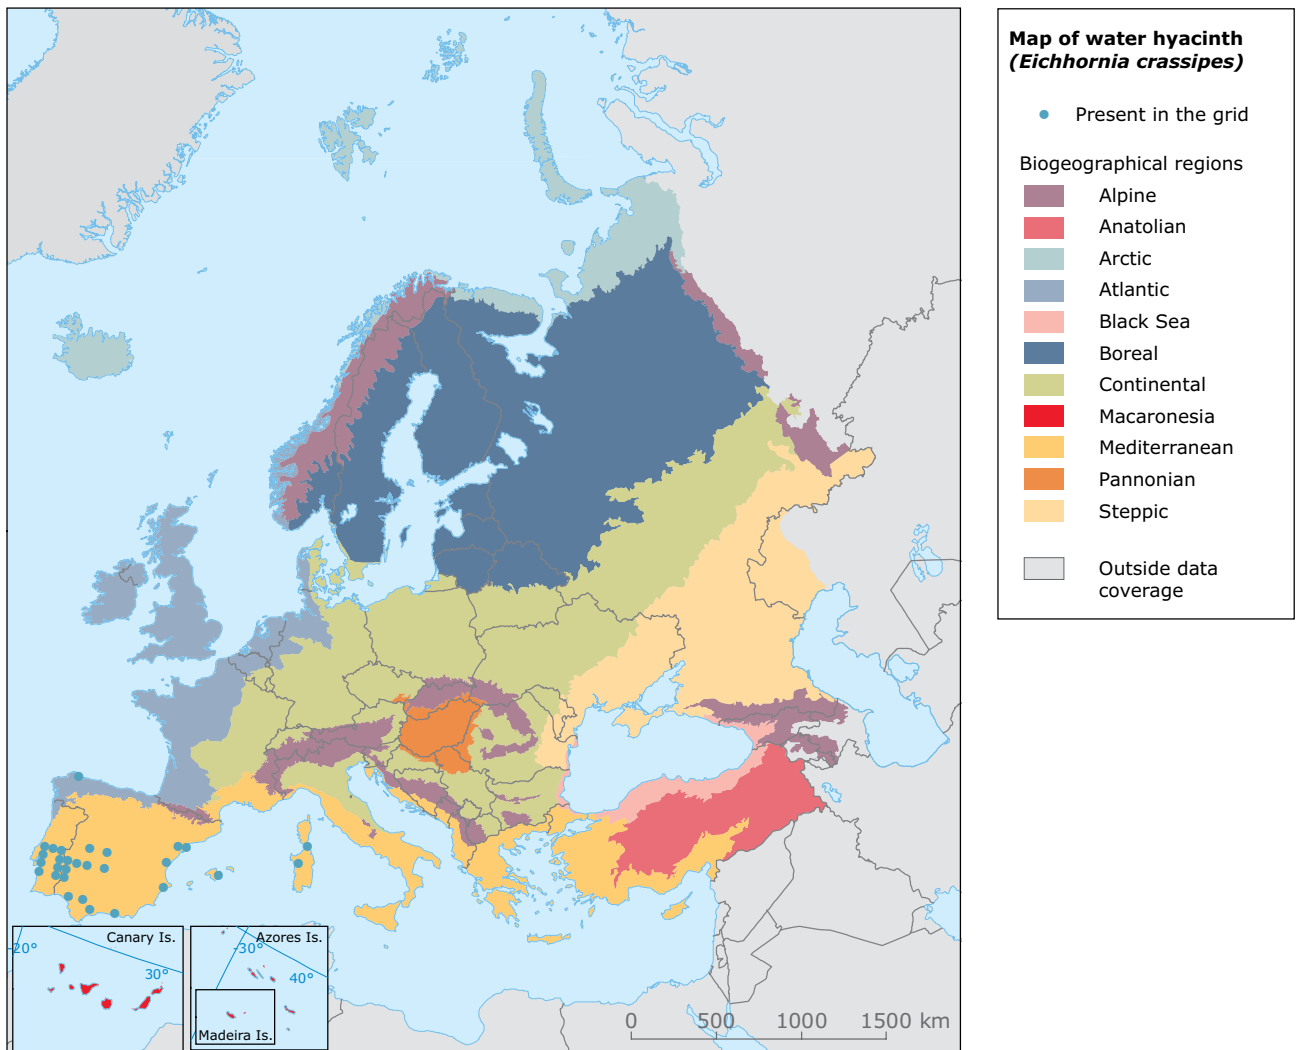 Map of water hyacinth
(Eichhornia crassipes)
Present in the grid
Biogeographical regions
Alpine
Anatolian
Arctic
Atlantic
Black Sea
Boreal
Continental
Macaronesia
Mediterranean
Pannonian
Steppic
Outside data
coverage
Canary Is.
-20°
30°
Azores Is.
-30°
40°
Madeira Is.
0 500 1000 1500 km